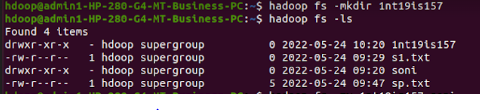 hdoop@admin1-HP-280-G4-MT-Business-PC:~$ hadoop fs -mkdir 1nt19is157
hdoop@admin1-HP-280-G4-MT-Business-PC:~$ hadoop fs -ls
Found 4 items
drwxr-xr-x   - hdoop supergroup          0 2022-05-24 10:20 1nt19is157
-rw-r--r--   1 hdoop supergroup          0 2022-05-24 09:29 s1.txt
drwxr-xr-x   - hdoop supergroup          0 2022-05-24 09:20 soni
-rw-r--r--   1 hdoop supergroup          5 2022-05-24 09:47 sp.txt